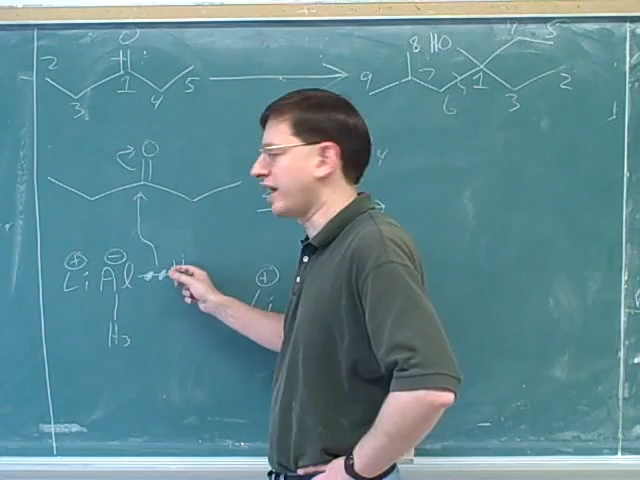 O
2 1 5
3 4
8 HO 4 5
9 7 5 1 2
6 3
1
O
4
⊕ ⊖
Li Al H
⊕
Li
H3